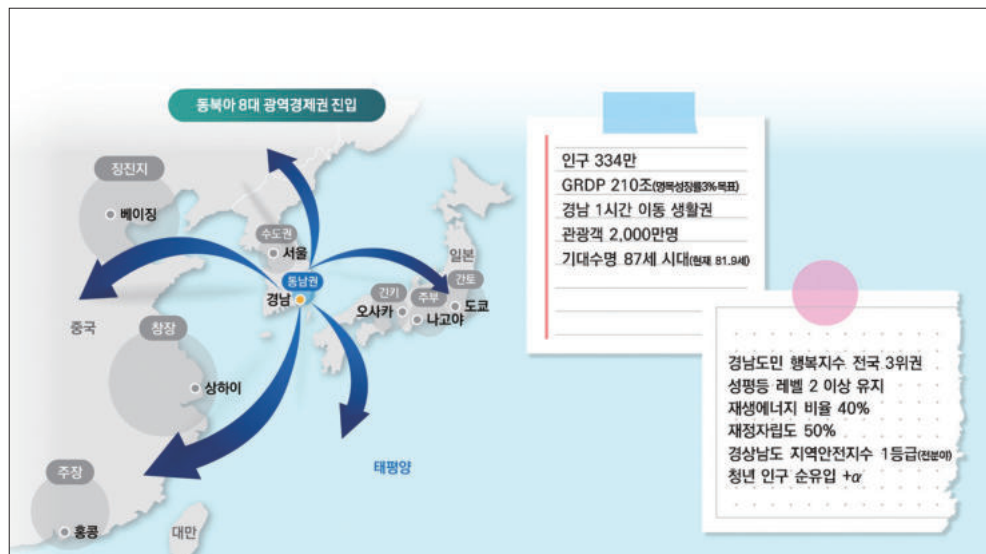 동북아 8대 광역경제권 진입
징진지
베이징
수도권
서울
일본
동남권
경남
간키
오사카
주부
나고야
간토
도쿄
중국
창장
상하이
태평양
주장
홍콩
대만
인구 334만
GRDP 210조(명목성장률3%목표)
경남 1시간 이동 생활권
관광객 2,000만명
기대수명 87세 시대(현재 81.9세)
경남도민 행복지수 전국 3위권
성평등 레벨 2 이상 유지
재생에너지 비율 40%
재정자립도 50%
경상남도 지역안전지수 1등급(전분야)
청년 인구 순유입 +α